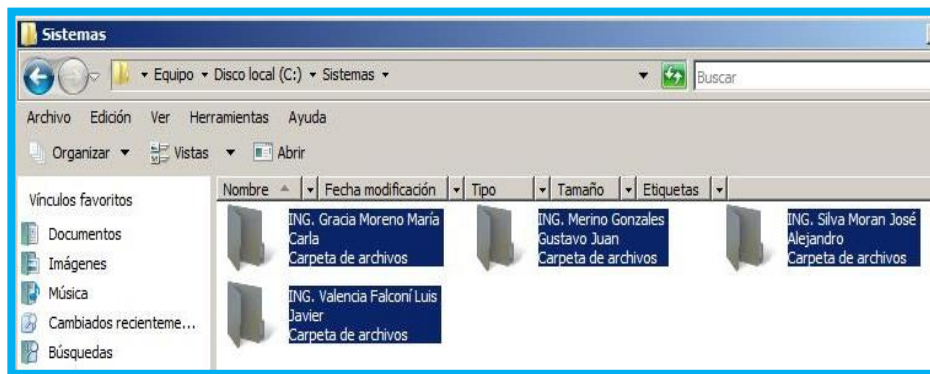 Sistemas
Equipo Disco local (C:) Sistemas
Buscar
Archivo Edición Ver Herramientas Ayuda
Organizar Vistas Abrir
Vínculos favoritos
Documentos
Imágenes
Música
Cambiados recienteme...
Búsquedas
Nombre Fecha modificación Tipo Tamaño Etiquetas
ING. Gracia Moreno María
Carla
Carpeta de archivos
ING. Merino Gonzales
Gustavo Juan
Carpeta de archivos
ING. Silva Moran José
Alejandro
Carpeta de archivos
ING. Valencia Falconí Luis
Javier
Carpeta de archivos